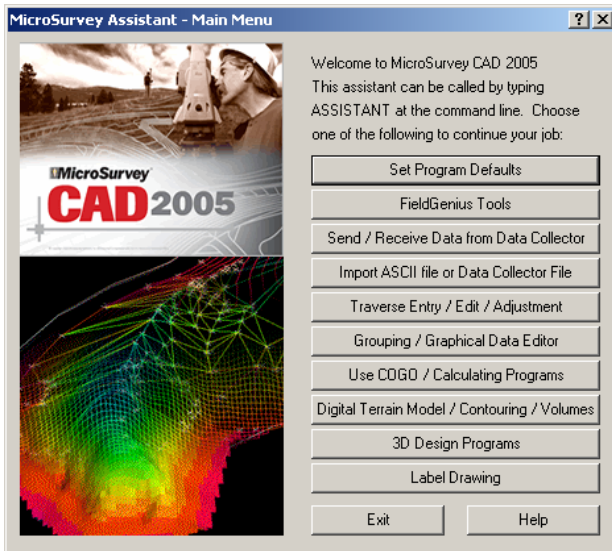 MicroSurvey Assistant - Main Menu
Welcome to MicroSurvey CAD 2005
This assistant can be called by typing
ASSISTANT at the command line. Choose
one of the following to continue your job:
MicroSurvey
CAD 2005
Set Program Defaults
FieldGenius Tools
Send / Receive Data from Data Collector
Import ASCII file or Data Collector File
Traverse Entry / Edit / Adjustment
Grouping / Graphical Data Editor
Use COGO / Calculating Programs
Digital Terrain Model / Contouring / Volumes
3D Design Programs
Label Drawing
Exit
Help